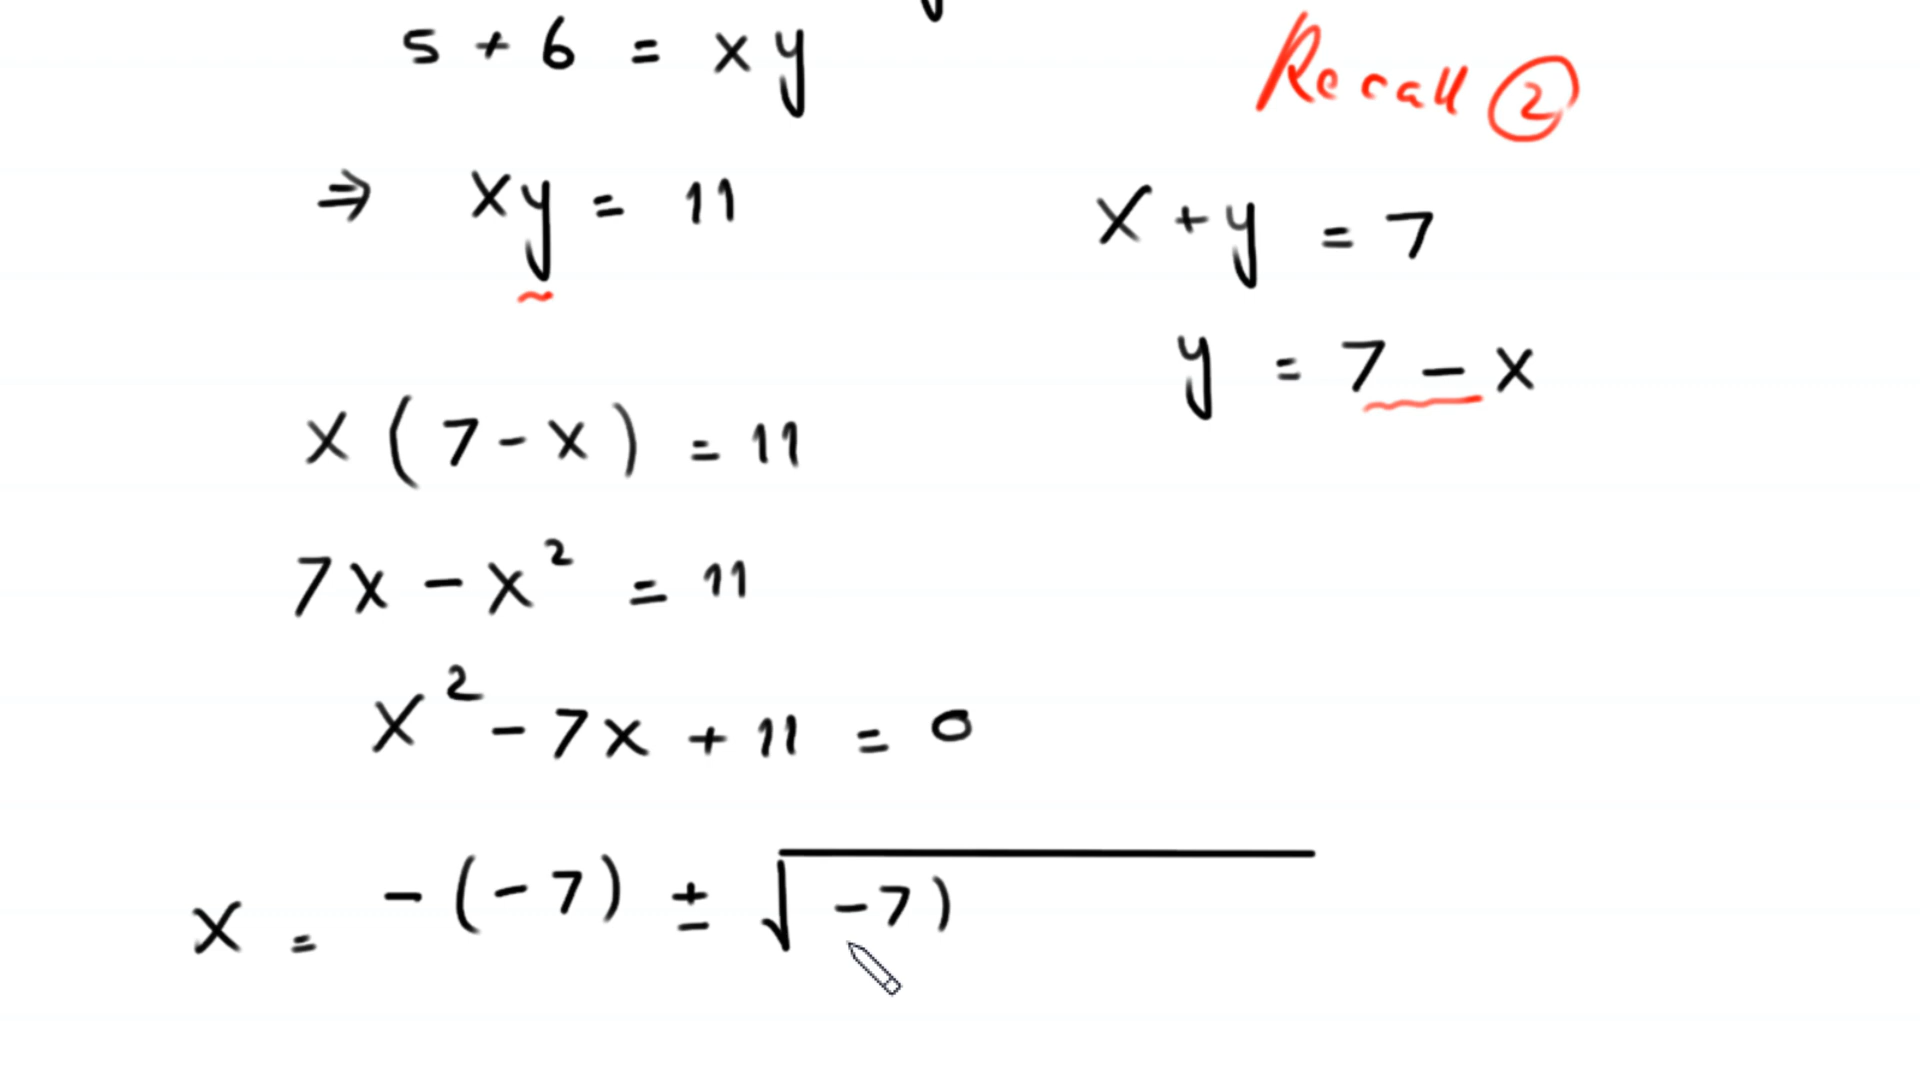 5 + 6 = xy
⇒ xy = 11
x(7 - x) = 11
7x - x² = 11
x² - 7x + 11 = 0
x = -(-7) ± √-7)
Recall ②
x + y = 7
y = 7 - x